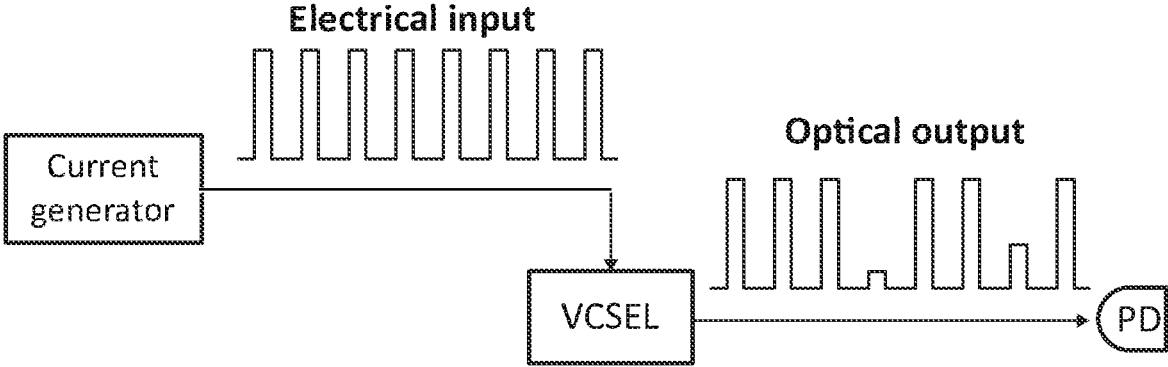 Electrical input
Current
generator
Optical output
VCSEL
PD